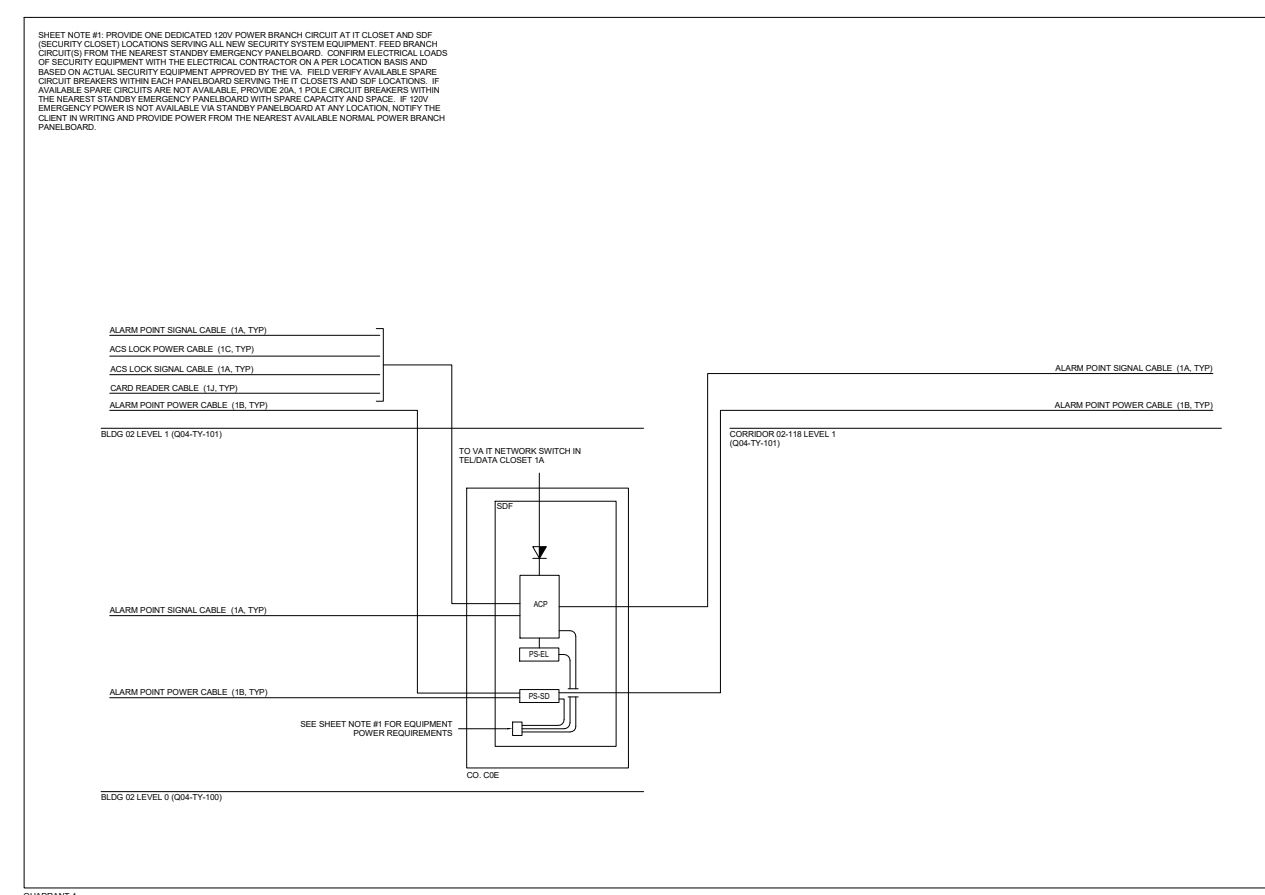 SHEET NOTE #1: PROVIDE ONE DEDICATED 120V POWER BRANCH CIRCUIT AT IT CLOSET AND SDF
(SECURITY CLOSET) LOCATIONS SERVING ALL NEW SECURITY SYSTEM EQUIPMENT. FEED BRANCH
CIRCUIT(S) FROM THE NEAREST STANDBY EMERGENCY PANELBOARD. CONFIRM ELECTRICAL LOADS
OF SECURITY EQUIPMENT WITH THE ELECTRICAL CONTRACTOR ON A PER LOCATION BASIS AND
BASED ON ACTUAL SECURITY EQUIPMENT APPROVED BY THE VA. FIELD VERIFY AVAILABLE SPARE
CIRCUIT BREAKERS WITHIN EACH PANELBOARD SERVING THE IT CLOSETS AND SDF LOCATIONS. IF
AVAILABLE SPARE CIRCUITS ARE NOT AVAILABLE, PROVIDE 20A, 1 POLE CIRCUIT BREAKERS WITHIN
THE NEAREST STANDBY EMERGENCY PANELBOARD WITH SPARE CAPACITY AND SPACE. IF 120V
EMERGENCY POWER IS NOT AVAILABLE VIA STANDBY PANELBOARD AT ANY LOCATION, NOTIFY THE
CLIENT IN WRITING AND PROVIDE POWER FROM THE NEAREST AVAILABLE NORMAL POWER BRANCH
PANELBOARD.
ALARM POINT SIGNAL CABLE (1A, TYP)
ACS LOCK POWER CABLE (1C, TYP)
ACS LOCK SIGNAL CABLE (1A, TYP)
CARD READER CABLE (1J, TYP)
ALARM POINT POWER CABLE (1B, TYP)
BLDG 02 LEVEL 1 (Q04-TY-101)
ALARM POINT SIGNAL CABLE (1A, TYP)
ALARM POINT POWER CABLE (1B, TYP)
CORRIDOR 02-118 LEVEL 1
(Q04-TY-101)
TO VA IT NETWORK SWITCH IN
TEL/DATA CLOSET 1A
SDF
ACP
ALARM POINT SIGNAL CABLE (1A, TYP)
PS-EL
PS-SD
ALARM POINT POWER CABLE (1B, TYP)
SEE SHEET NOTE #1 FOR EQUIPMENT
POWER REQUIREMENTS
CO. C0E
BLDG 02 LEVEL 0 (Q04-TY-100)